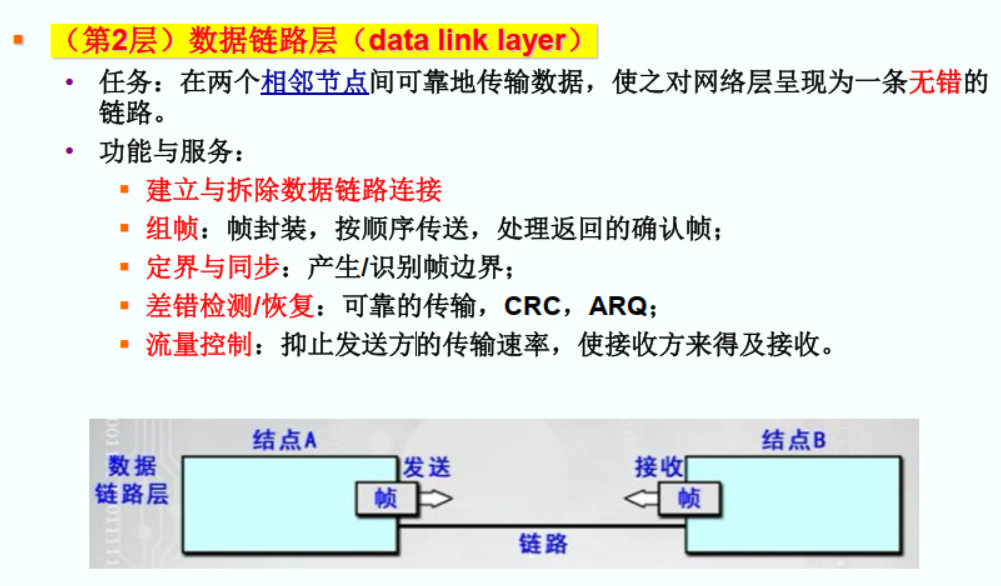 （第2层）数据链路层（data link layer）
任务：在两个相邻节点间可靠地传输数据，使之对网络层呈现为一条无错的
链路。
功能与服务：
建立与拆除数据链路连接
组帧：帧封装，按顺序传送，处理返回的确认帧；
定界与同步：产生/识别帧边界；
差错检测/恢复：可靠的传输，CRC，ARQ；
流量控制：抑止发送方的传输速率，使接收方来得及接收。
结点A
结点B
数据
链路层
发送
接收
帧
帧
链路